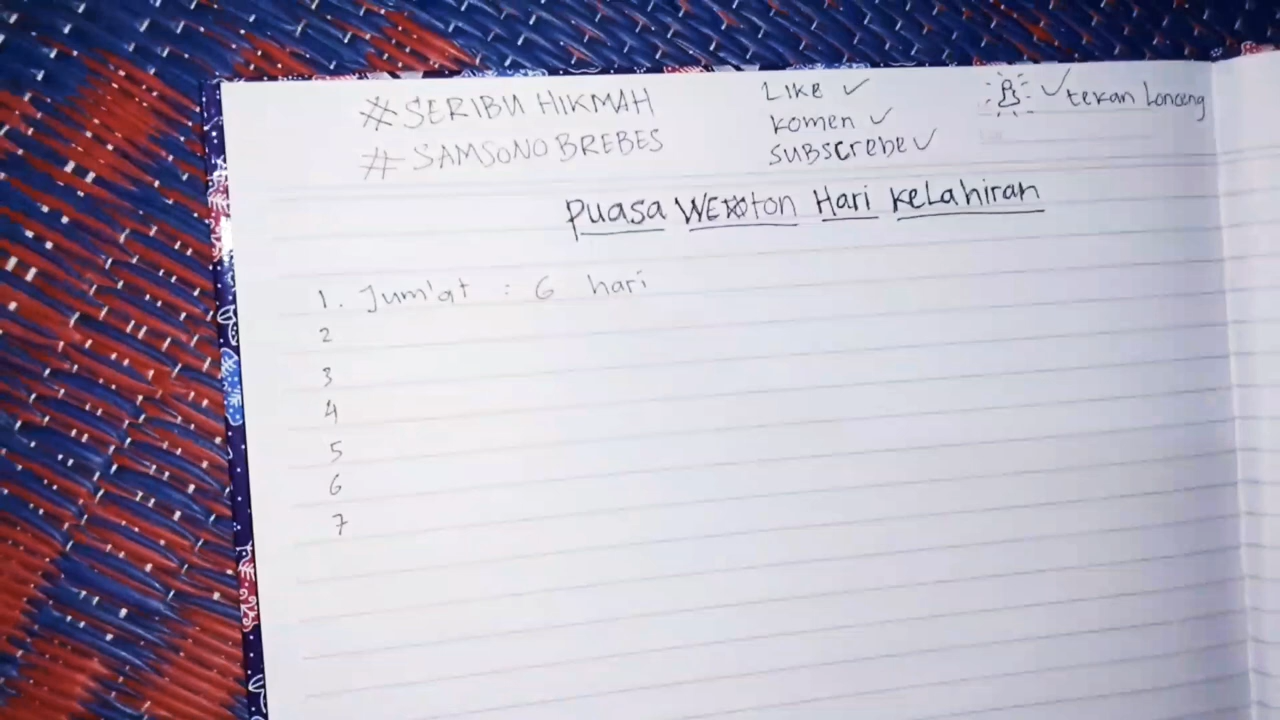 #SERIBU HIKMAH
#SAMSONO BREBES
LIKE ✓
Komen ✓
SUBSCREBE ✓
✓ tekan Lonceng
Puasa Hari KeLahiran
1. Jum'at : 6 hari
2
3
4
5
6
7